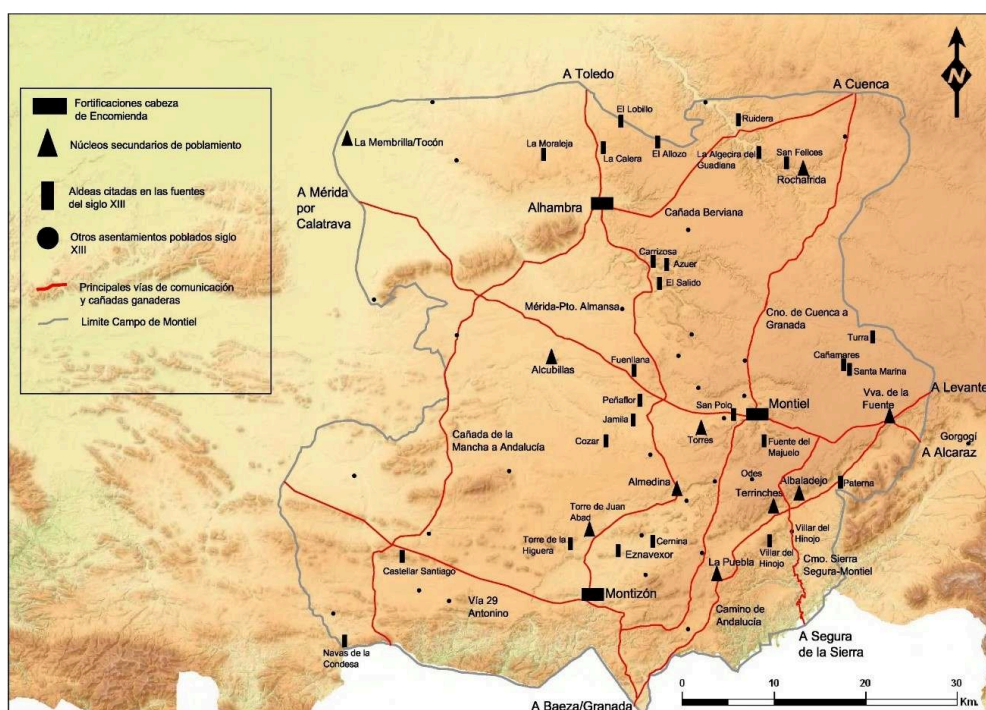 Fortificaciones cabeza
de Encomienda
Núcleos secundarios de poblamiento
Aldeas citadas en las fuentes
del siglo XIII
Otros asentamientos poblados siglo
XIII
Principales vías de comunicación
y cañadas ganaderas
Limite Campo de Montiel
A Toledo
A Cuenca
N
El Lobillo
Ruidera
La Membrilla/Tocón
La Moraleja
La Calera
El Allozo
La Algecira del
Guadiana
San Felices
Rochafrida
A Mérida
por
Calatrava
Alhambra
Cañada Berviana
Carrizosa
Azuer
El Salido
Mérida-Pto. Almansa
Cno. de Cuenca a
Granada
Turra
Alcubillas
Fuenllana
Cañamares
Santa Marina
Vva. de la
Fuente
A Levante
Peñaflor
San Polo
Montiel
Jamila
Torres
Cozar
Fuente del
Majuelo
Gorgogí
A Alcaraz
Cañada de la
Mancha a Andalucía
Odes
Almedina
Albaladejo
Paterna
Terrinches
Torre de Juan
Abad
Torre de la
Higuera
Cernina
Eznavexor
Villar del
Hinojo
Villar del
Hinojo
Castellar Santiago
La Puebla
Cmo. Sierra
Segura-Montiel
Vía 29
Antonino
Montizón
Camino de
Andalucía
Navas de la
Condesa
A Segura
de la Sierra
A Baeza/Granada
0 10 20 30
Km.